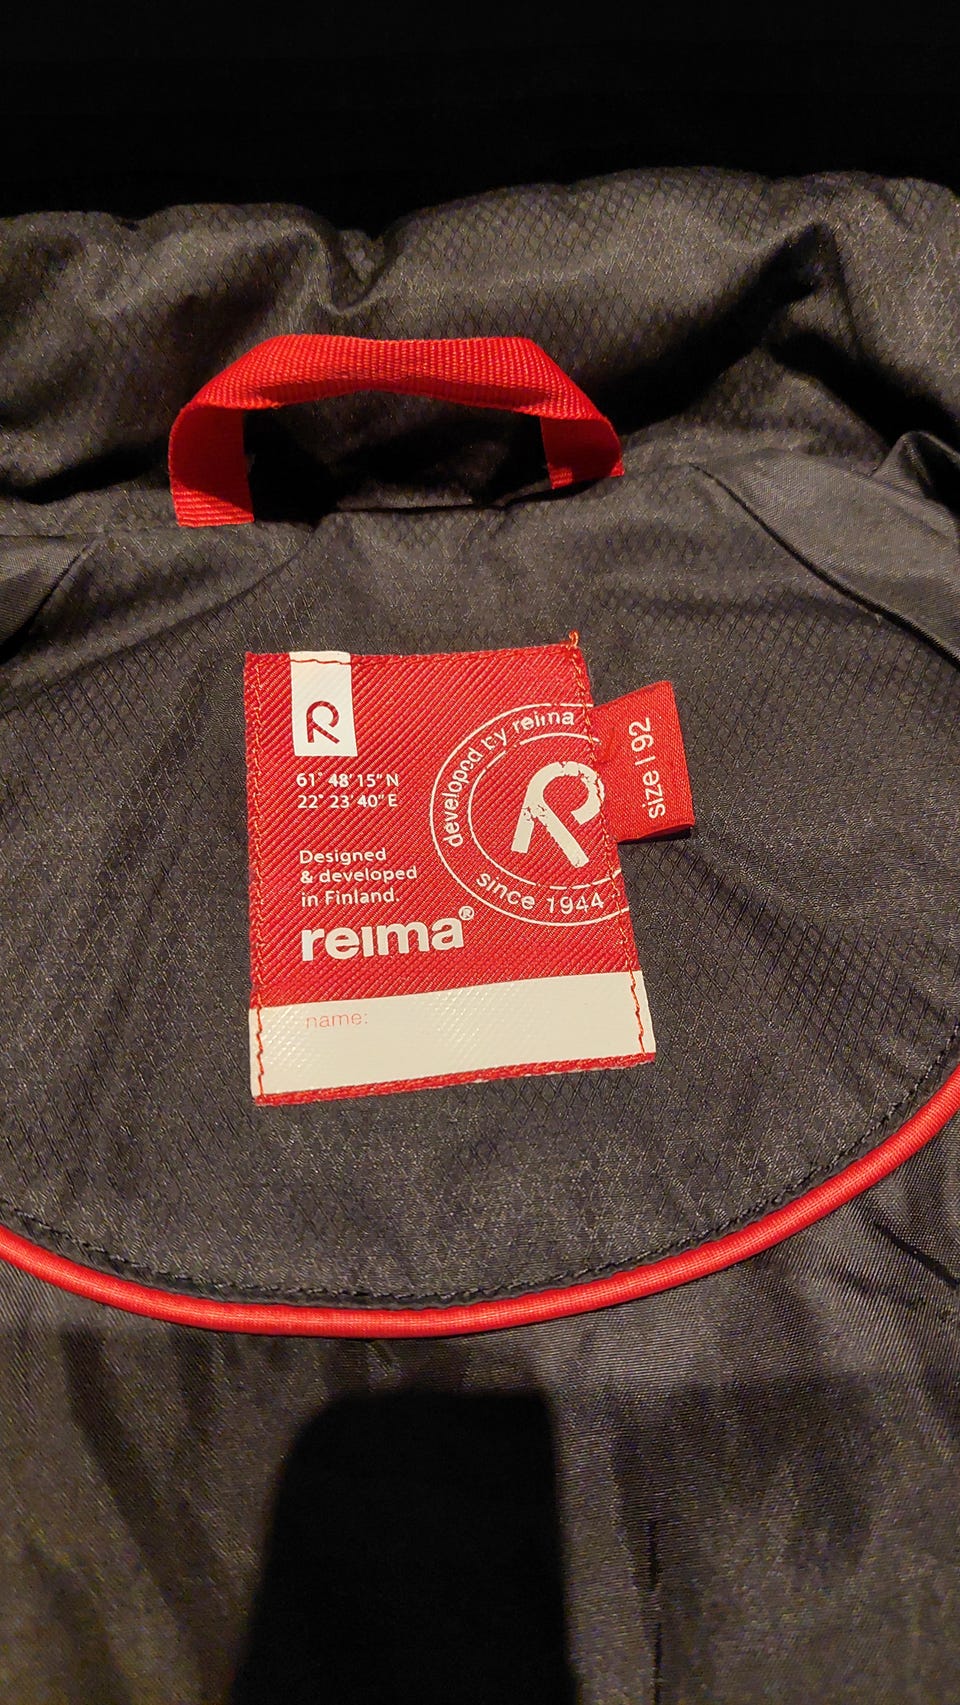 R
61° 48' 15" N
22° 23' 40" E
Designed
& developed
in Finland.
reima®
developed by reima
R
since 1944
size | 92
name: